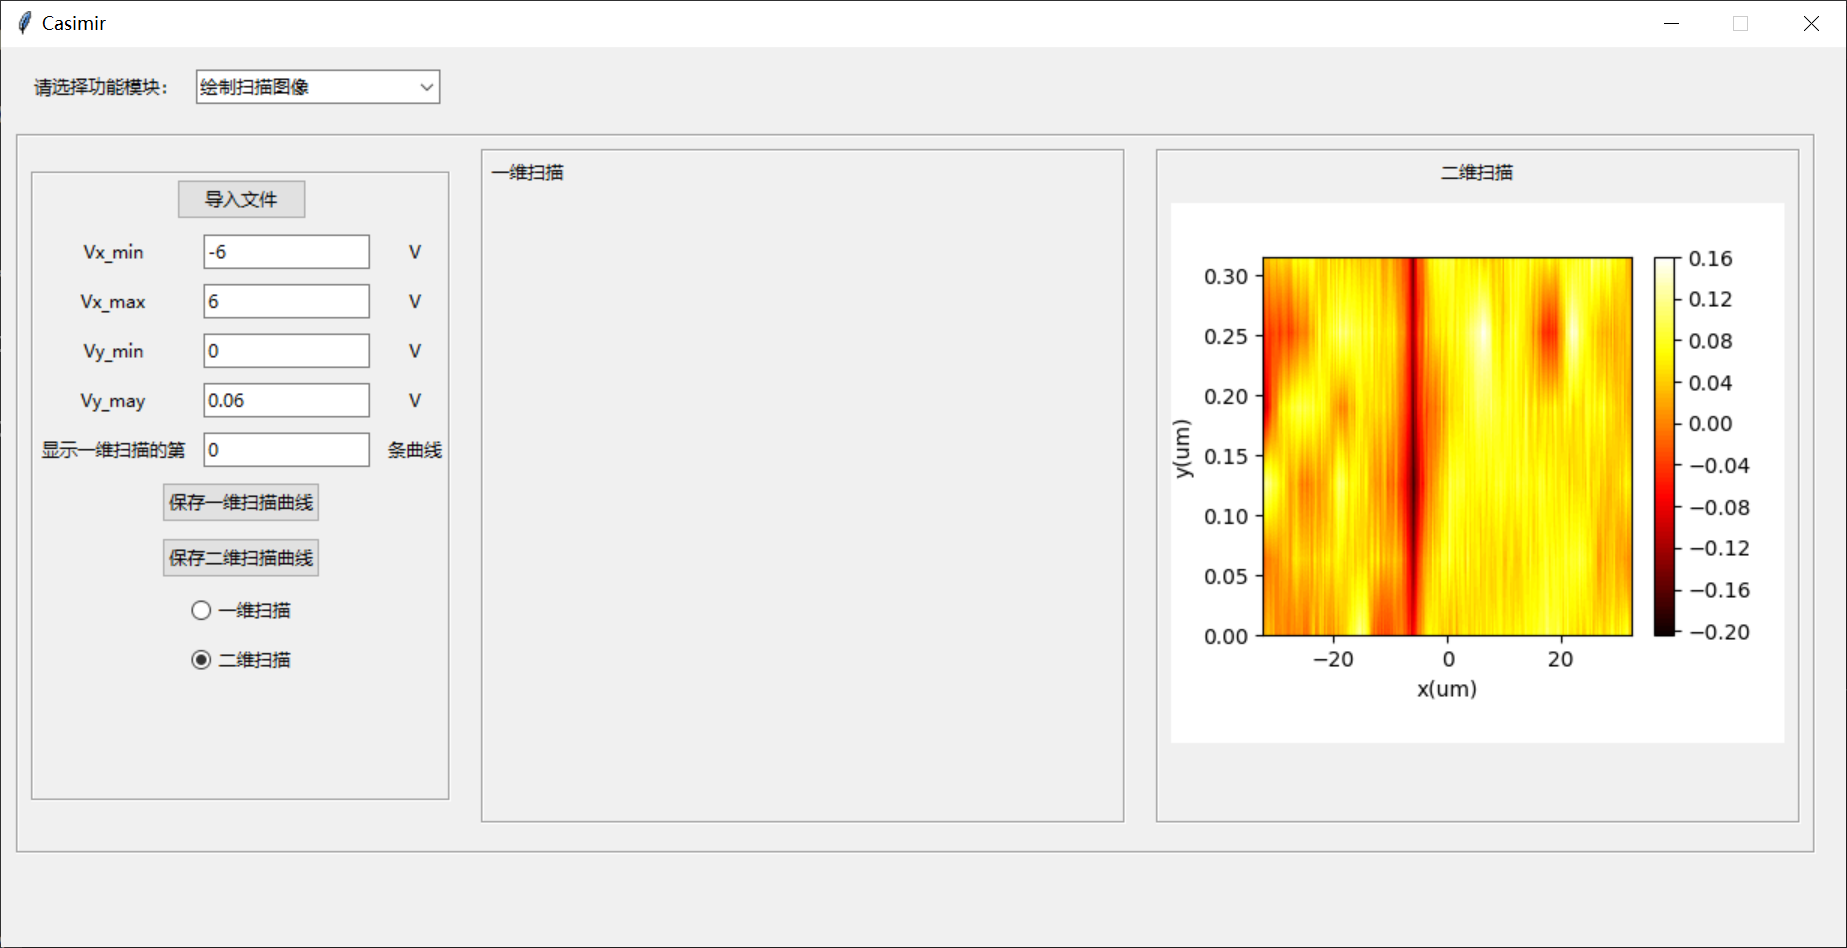 Casimir
请选择功能模块：
绘制扫描图像
导入文件
Vx_min -6 V
Vx_max 6 V
Vy_min 0 V
Vy_may 0.06 V
显示一维扫描的第 0 条曲线
保存一维扫描曲线
保存二维扫描曲线
一维扫描
二维扫描
一维扫描
二维扫描
y(um)
0.30
0.25
0.20
0.15
0.10
0.05
0.00
−20 0 20
x(um)
0.16
0.12
0.08
0.04
0.00
−0.04
−0.08
−0.12
−0.16
−0.20